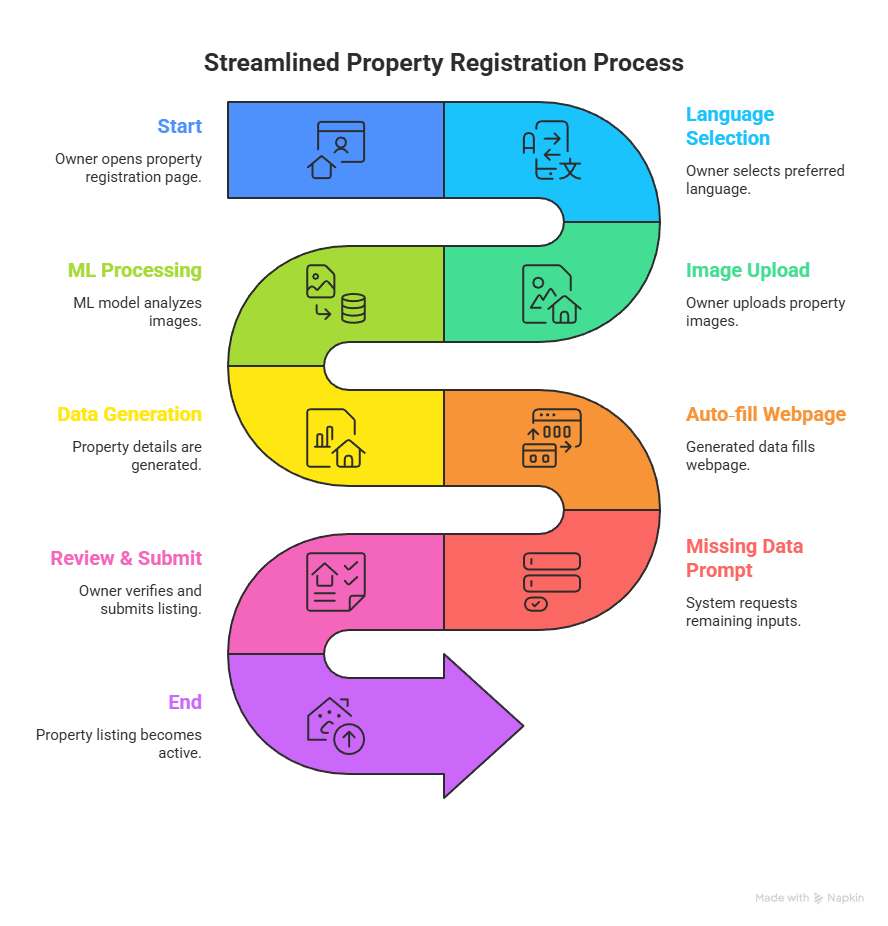 Streamlined Property Registration Process
Start
Owner opens property
registration page.
Language
Selection
Owner selects preferred
language.
Image Upload
Owner uploads property
images.
ML Processing
ML model analyzes
images.
Data Generation
Property details are
generated.
Auto-fill Webpage
Generated data fills
webpage.
Missing Data
Prompt
System requests
remaining inputs.
Review & Submit
Owner verifies and
submits listing.
End
Property listing becomes
active.
A
文
Made with Napkin